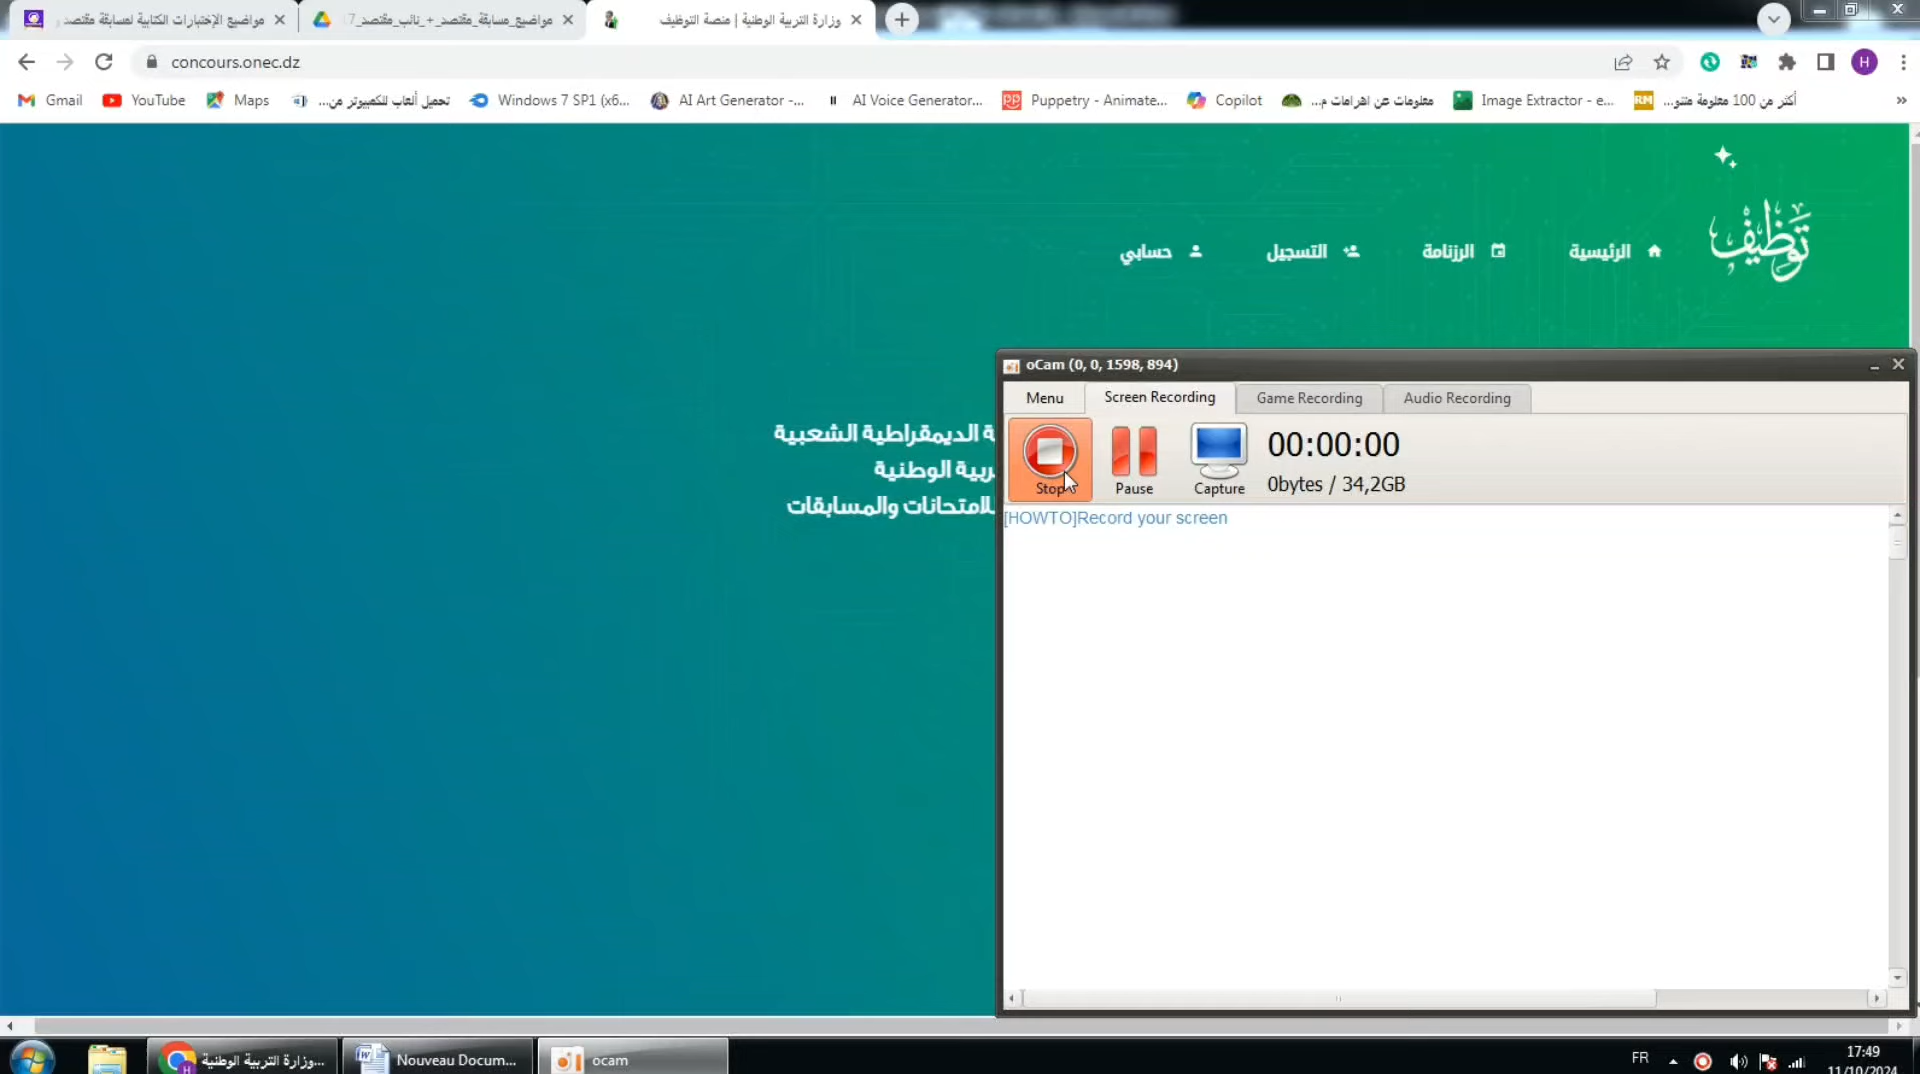 مواضيع الإختبارات الكتابية لمسابقة مقتصد
مواضيع_مسابقة_مقتصد_+_نائب_مقتصد_7
وزارة التربية الوطنية | منصة التوظيف
concours.onec.dz
H
Gmail
YouTube
Maps
تحميل ألعاب للكمبيوتر من...
Windows 7 SP1 (x6...
AI Art Generator -...
AI Voice Generator...
Puppetry - Animate...
Copilot
معلومات عن اهرامات م...
Image Extractor - e...
RM
أكثر من 100 معلومة متنو...
توظيف
الرئيسية
الرزنامة
التسجيل
حسابي
ة الديمقراطية الشعبية
ربية الوطنية
للامتحانات والمسابقات
oCam (0, 0, 1598, 894)
Menu
Screen Recording
Game Recording
Audio Recording
Stop
Pause
Capture
00:00:00
0bytes / 34,2GB
[HOWTO]Record your screen
وزارة التربية الوطنية...
Nouveau Docum...
ocam
FR
17:49
11/10/2024